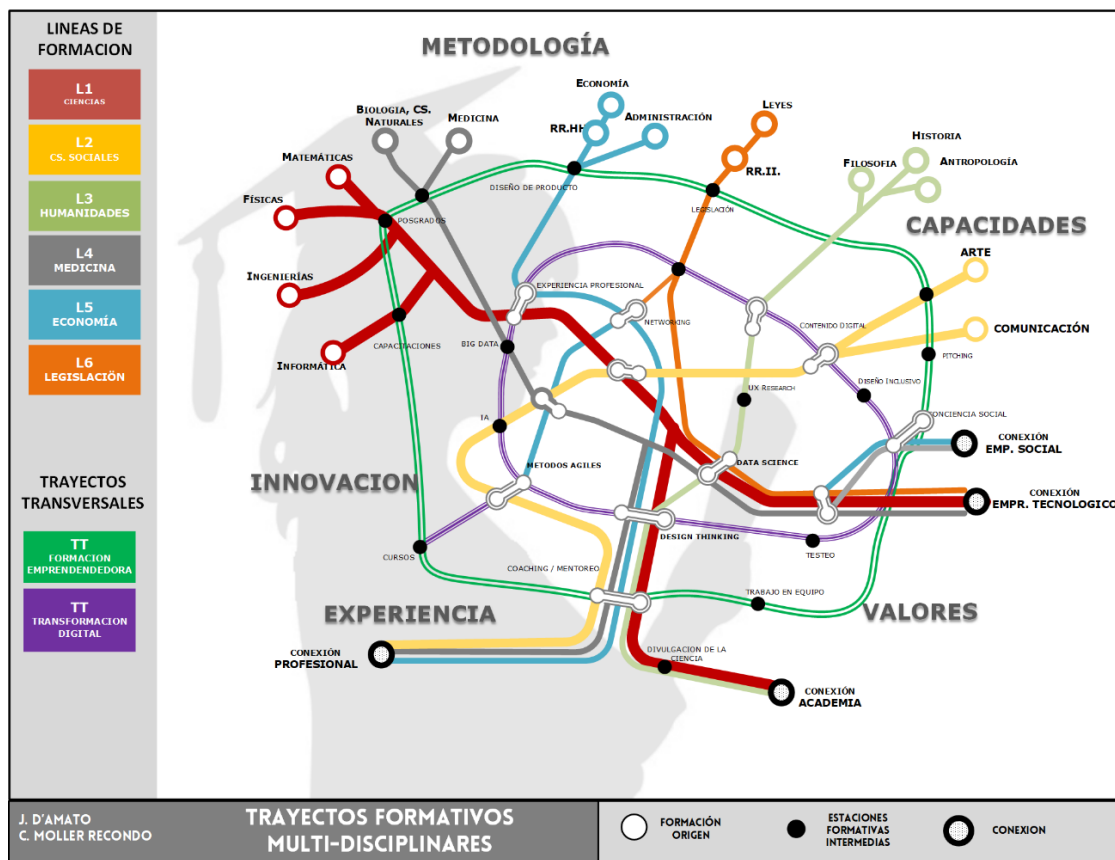 LINEAS DE
FORMACION
L1
CIENCIAS
L2
CS. SOCIALES
L3
HUMANIDADES
L4
MEDICINA
L5
ECONOMÍA
L6
LEGISLACIÖN
TRAYECTOS
TRANSVERSALES
TT
FORMACION
EMPRENDENDEDORA
TT
TRANSFORMACION
DIGITAL
METODOLOGÍA
ECONOMÍA
LEYES
BIOLOGIA, CS.
NATURALES
MEDICINA
RR.HH
ADMINISTRACIÓN
HISTORIA
MATEMÁTICAS
RR.II.
FILOSOFIA
ANTROPOLOGÍA
DISEÑO DE PRODUCTO
FÍSICAS
POSGRADOS
LEGISLACIÓN
CAPACIDADES
ARTE
INGENIERÍAS
EXPERIENCIA PROFESIONAL
NETWORKING
CONTENIDO DIGITAL
COMUNICACIÓN
CAPACITACIONES
BIG DATA
PITCHING
INFORMÁTICA
UX RESEARCH
DISEÑO INCLUSIVO
IA
CONCIENCIA SOCIAL
CONEXIÓN
EMP. SOCIAL
INNOVACION
METODOS AGILES
DATA SCIENCE
CONEXIÓN
EMPR. TECNOLOGICO
DESIGN THINKING
CURSOS
TESTEO
COACHING / MENTOREO
TRABAJO EN EQUIPO
EXPERIENCIA
VALORES
CONEXIÓN
PROFESIONAL
DIVULGACION DE LA
CIENCIA
CONEXIÓN
ACADEMIA
J. D'AMATO
C. MOLLER RECONDO
TRAYECTOS FORMATIVOS
MULTI-DISCIPLINARES
FORMACIÓN
ORIGEN
ESTACIONES
FORMATIVAS
INTERMEDIAS
CONEXION